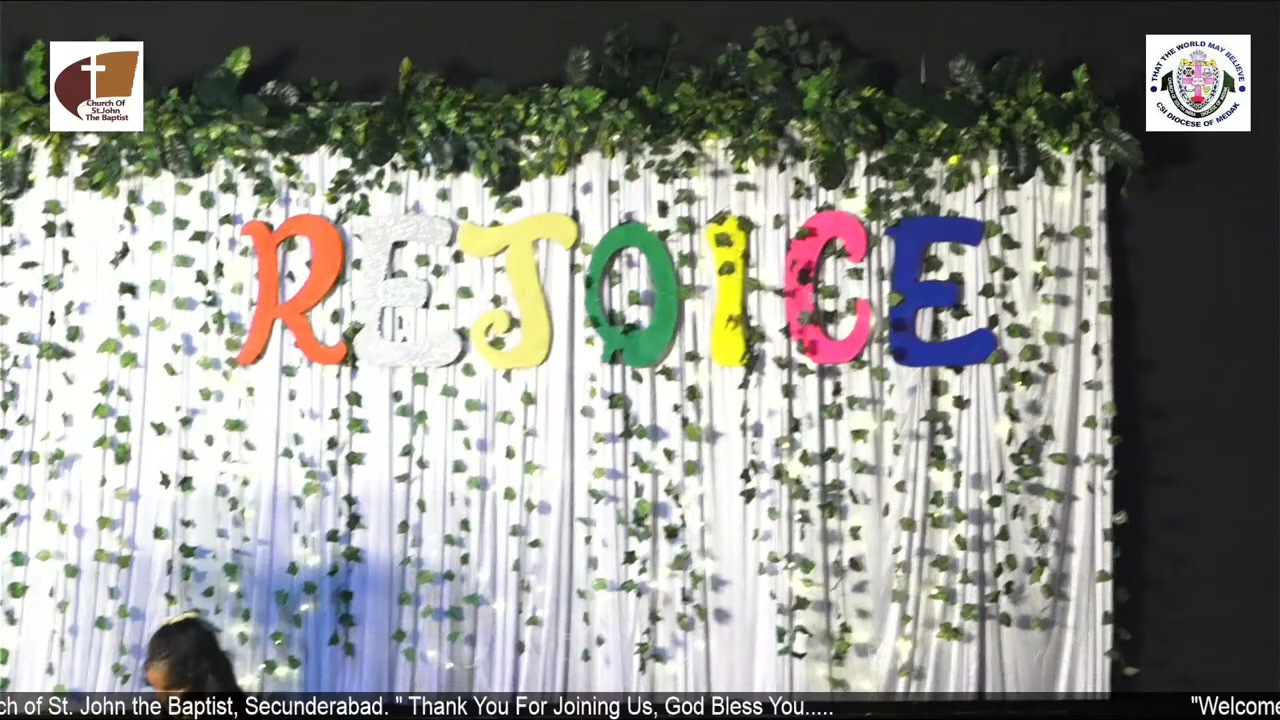 Church Of
St.John
The Baptist
THAT THE WORLD MAY BELIEVE
CSI DIOCESE OF MEDAK
REJOICE
ch of St. John the Baptist, Secunderabad. " Thank You For Joining Us, God Bless You..... "Welcome